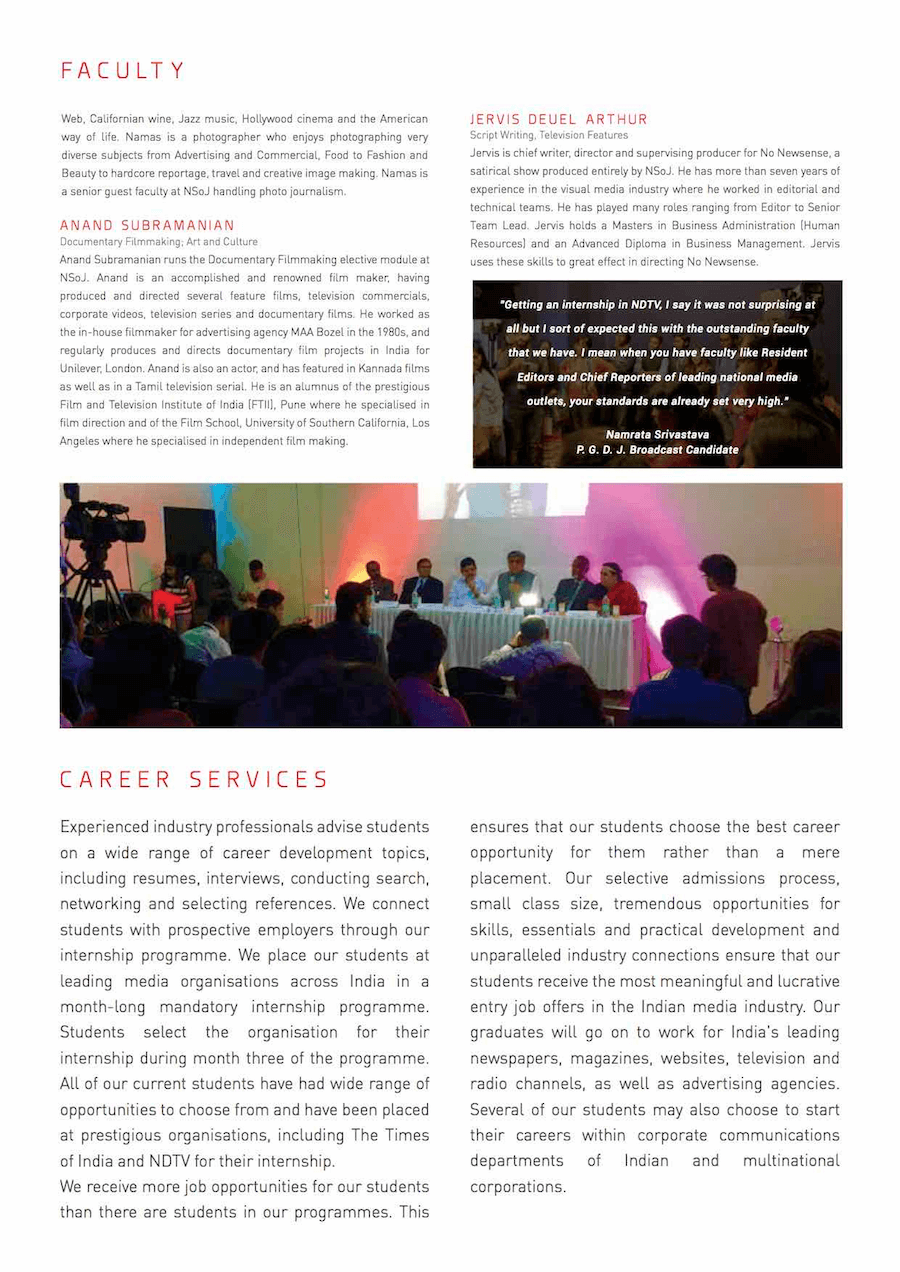 FACULTY
Web, Californian wine, Jazz music, Hollywood cinema and the American
way of life. Namas is a photographer who enjoys photographing very
diverse subjects from Advertising and Commercial, Food to Fashion and
Beauty to hardcore reportage, travel and creative image making. Namas is
a senior guest faculty at NSoJ handling photo journalism.
ANAND SUBRAMANIAN
Documentary Filmmaking; Art and Culture
Anand Subramanian runs the Documentary Filmmaking elective module at
NSoJ. Anand is an accomplished and renowned film maker, having
produced and directed several feature films, television commercials,
corporate videos, television series and documentary films. He worked as
the in-house filmmaker for advertising agency MAA Bozel in the 1980s, and
regularly produces and directs documentary film projects in India for
Unilever, London. Anand is also an actor, and has featured in Kannada films
as well as in a Tamil television serial. He is an alumnus of the prestigious
Film and Television Institute of India (FTII), Pune where he specialised in
film direction and of the Film School, University of Southern California, Los
Angeles where he specialised in independent film making.
JERVIS DEUEL ARTHUR
Script Writing, Television Features
Jervis is chief writer, director and supervising producer for No Newsense, a
satirical show produced entirely by NSoJ. He has more than seven years of
experience in the visual media industry where he worked in editorial and
technical teams. He has played many roles ranging from Editor to Senior
Team Lead. Jervis holds a Masters in Business Administration (Human
Resources) and an Advanced Diploma in Business Management. Jervis
uses these skills to great effect in directing No Newsense.
"Getting an internship in NDTV, I say it was not surprising at
all but I sort of expected this with the outstanding faculty
that we have. I mean when you have faculty like Resident
Editors and Chief Reporters of leading national media
outlets, your standards are already set very high."
Namrata Srivastava
P. G. D. J. Broadcast Candidate
CAREER SERVICES
Experienced industry professionals advise students
on a wide range of career development topics,
including resumes, interviews, conducting search,
networking and selecting references. We connect
students with prospective employers through our
internship programme. We place our students at
leading media organisations across India in a
month-long mandatory internship programme.
Students select the organisation for their
internship during month three of the programme.
All of our current students have had wide range of
opportunities to choose from and have been placed
at prestigious organisations, including The Times
of India and NDTV for their internship.
We receive more job opportunities for our students
than there are students in our programmes. This
ensures that our students choose the best career
opportunity for them rather than a mere
placement. Our selective admissions process,
small class size, tremendous opportunities for
skills, essentials and practical development and
unparalleled industry connections ensure that our
students receive the most meaningful and lucrative
entry job offers in the Indian media industry. Our
graduates will go on to work for India's leading
newspapers, magazines, websites, television and
radio channels, as well as advertising agencies.
Several of our students may also choose to start
their careers within corporate communications
departments of Indian and multinational
corporations.